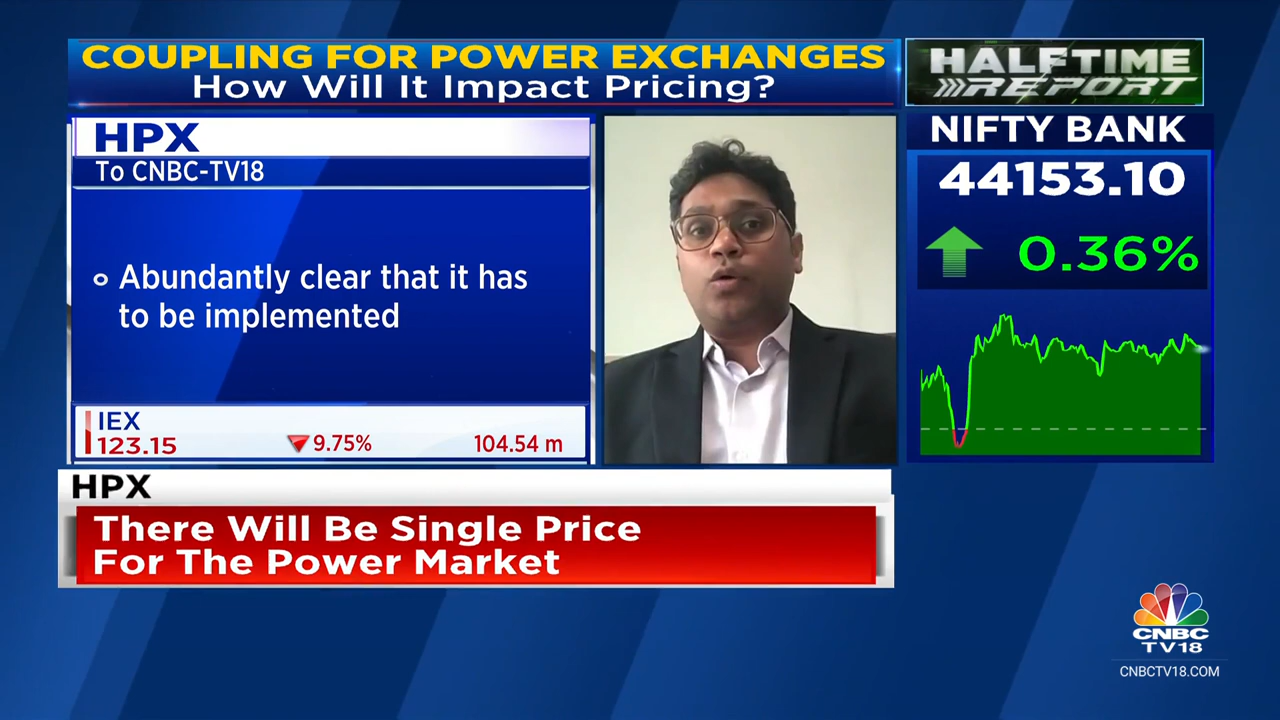 COUPLING FOR POWER EXCHANGES
How Will It Impact Pricing?
HALFTIME
REPORT
HPX
To CNBC-TV18
Abundantly clear that it has
to be implemented
IEX
123.15 9.75% 104.54 m
NIFTY BANK
44153.10
0.36%
HPX
There Will Be Single Price
For The Power Market
CNBC
TV18
CNBCTV18.COM